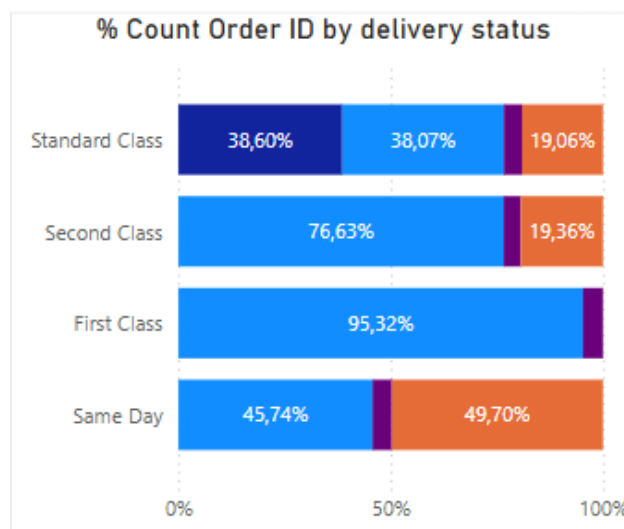 % Count Order ID by delivery status
Standard Class 38,60% 38,07% 19,06%
Second Class 76,63% 19,36%
First Class 95,32%
Same Day 45,74% 49,70%
0% 50% 100%